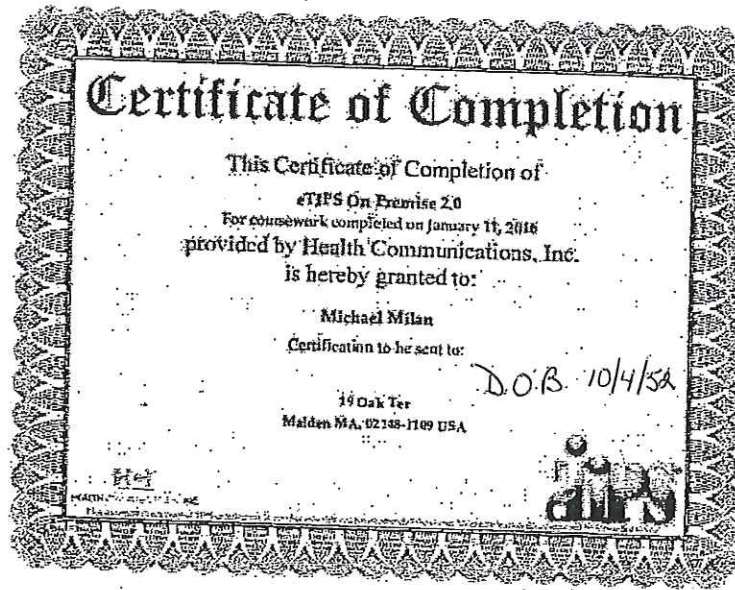 Certificate of Completion
This Certificate of Completion of
eTIPS On Premise 2.0
For coursework completed on January 11, 2016
provided by Health Communications, Inc.
is hereby granted to:
Michael Milan
Certification to be sent to:
D.O.B. 10/4/52
19 Oak Ter
Malden MA, 02148-1109 USA